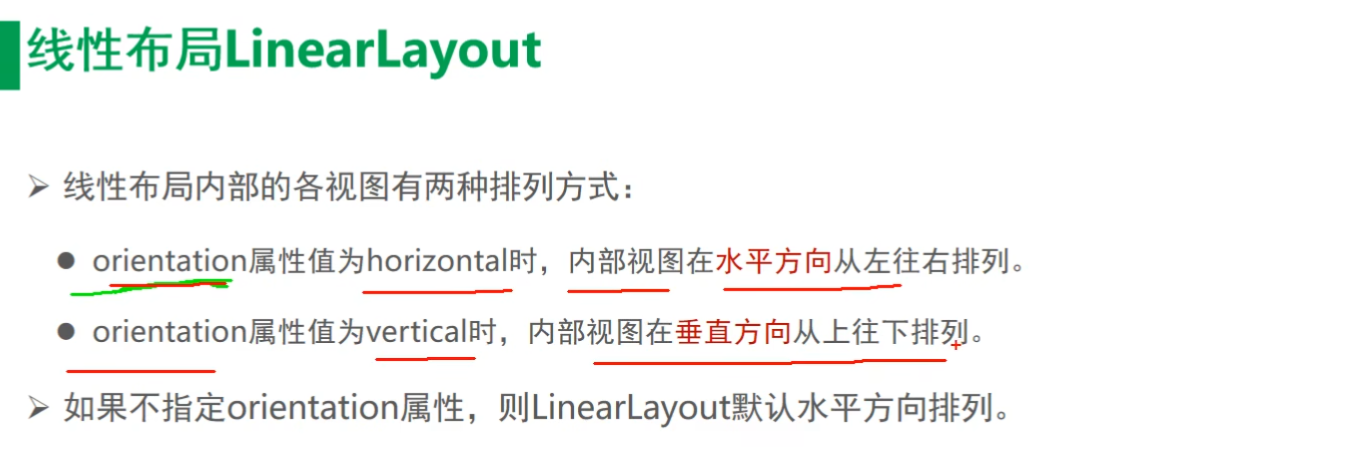 线性布局LinearLayout
➢ 线性布局内部的各视图有两种排列方式：
● orientation属性值为horizontal时，内部视图在水平方向从左往右排列。
● orientation属性值为vertical时，内部视图在垂直方向从上往下排列。
➢ 如果不指定orientation属性，则LinearLayout默认水平方向排列。